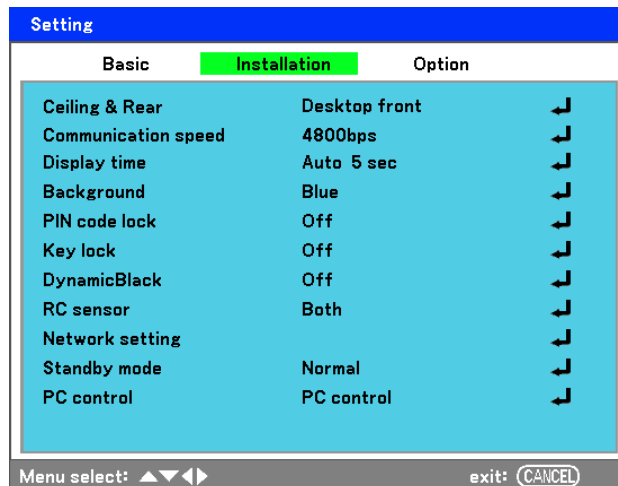 Setting
Basic Installation Option
Ceiling & Rear Desktop front
Communication speed 4800bps
Display time Auto 5 sec
Background Blue
PIN code lock Off
Key lock Off
DynamicBlack Off
RC sensor Both
Network setting
Standby mode Normal
PC control PC control
Menu select: ▲▼◀▶ exit: (CANCEL)